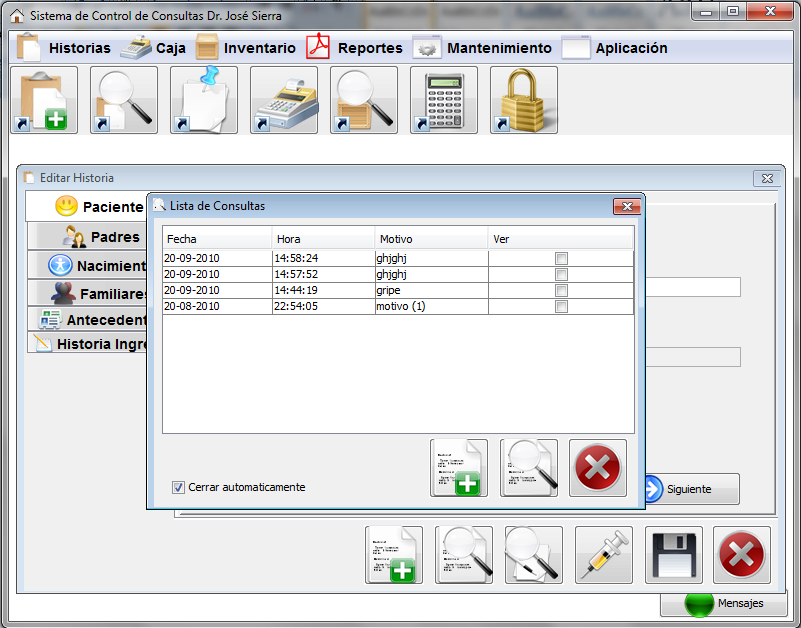 Sistema de Control de Consultas Dr. José Sierra
Historias Caja Inventario Reportes Mantenimiento Aplicación
Editar Historia
Paciente
Padres
Nacimient
Familiares
Antecedent
Historia Ingre
Lista de Consultas
Fecha Hora Motivo Ver
20-09-2010 14:58:24 ghjghj
20-09-2010 14:57:52 ghjghj
20-09-2010 14:44:19 gripe
20-08-2010 22:54:05 motivo (1)
Cerrar automaticamente
Siguiente
Mensajes